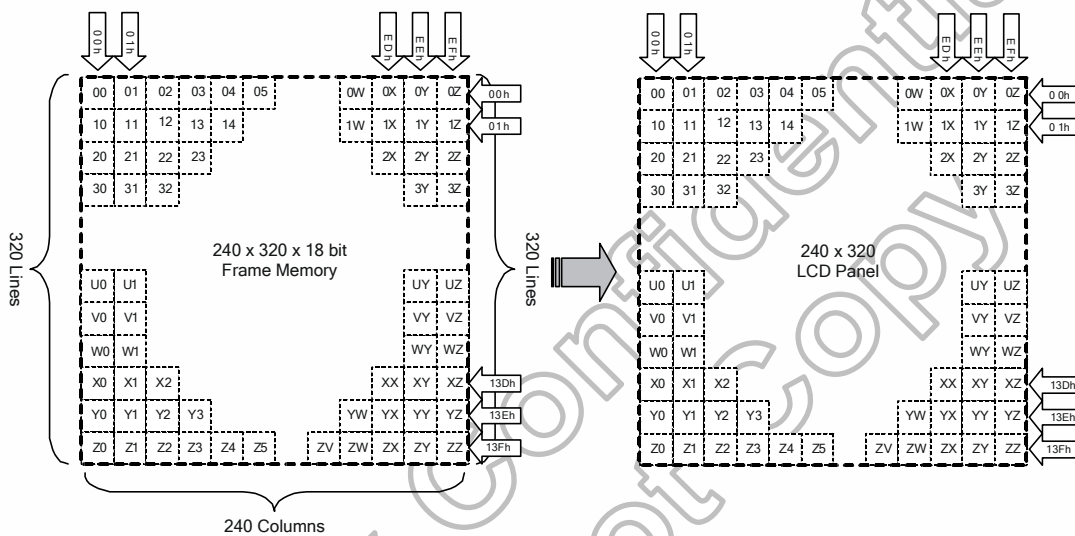 00h 01h EDh EEh EFh 00h 01h EDh EEh EFh
00 01 02 03 04 05 0W 0X 0Y 0Z 00h 00 01 02 03 04 05 0W 0X 0Y 0Z 00h
10 11 12 13 14 1W 1X 1Y 1Z 01h 10 11 12 13 14 1W 1X 1Y 1Z 01h
20 21 22 23 2X 2Y 2Z 20 21 22 23 2X 2Y 2Z
30 31 32 3Y 3Z 30 31 32 3Y 3Z
320 Lines
240 x 320 x 18 bit
Frame Memory
320 Lines
240 x 320
LCD Panel
U0 U1 UY UZ U0 U1 UY UZ
V0 V1 VY VZ V0 V1 VY VZ
W0 W1 WY WZ W0 W1 WY WZ
X0 X1 X2 XX XY XZ 13Dh X0 X1 X2 XX XY XZ 13Dh
Y0 Y1 Y2 Y3 YW YX YY YZ 13Eh Y0 Y1 Y2 Y3 YW YX YY YZ 13Eh
Z0 Z1 Z2 Z3 Z4 Z5 ZV ZW ZX ZY ZZ 13Fh Z0 Z1 Z2 Z3 Z4 Z5 ZV ZW ZX ZY ZZ 13Fh
240 Columns
Confidenti
ot Copy